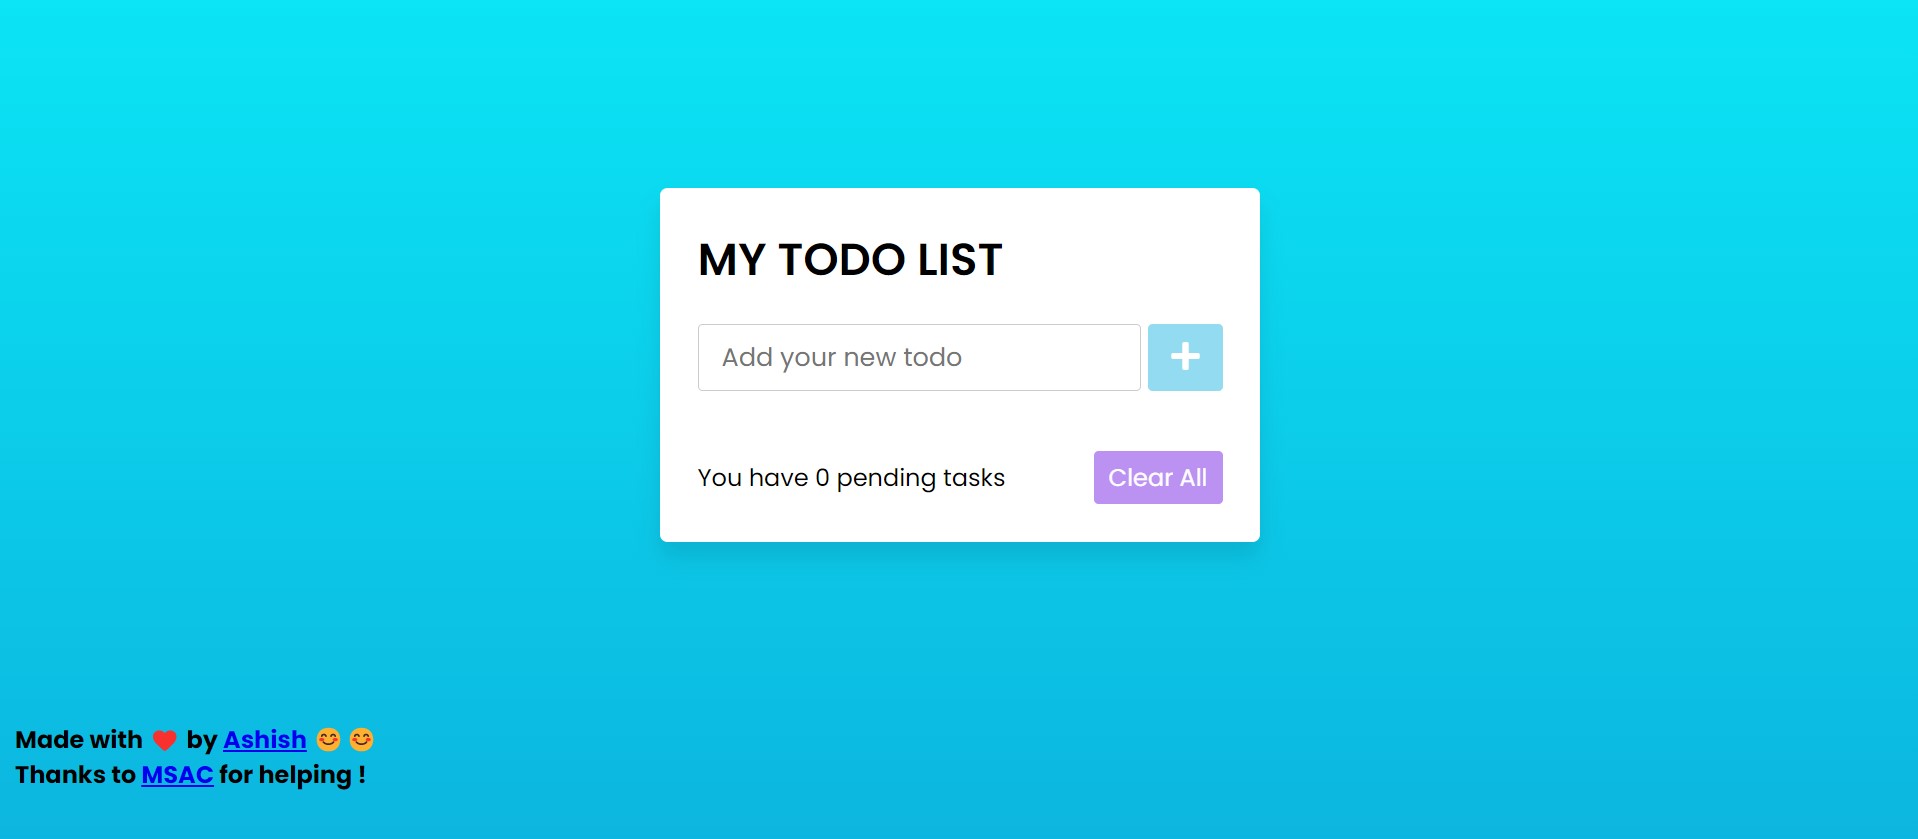 MY TODO LIST
Add your new todo
You have 0 pending tasks
Clear All
Made with ❤️ by Ashish 😊 😊
Thanks to MSAC for helping !